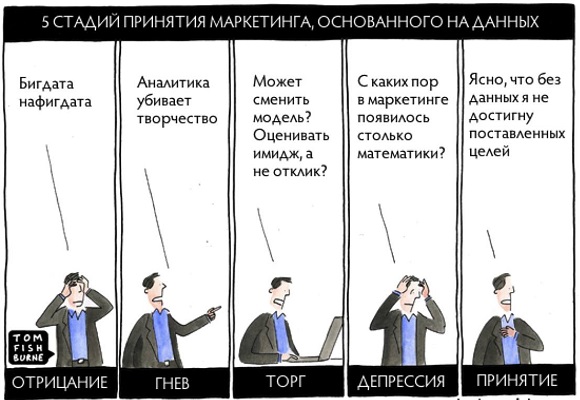 5 СТАДИЙ ПРИНЯТИЯ МАРКЕТИНГА, ОСНОВАННОГО НА ДАННЫХ
Бигдата
нафигдата
Аналитика
убивает
творчество
Может
сменить
модель?
Оценивать
имидж, а
не отклик?
С каких пор
в маркетинге
появилось
столько
математики?
Ясно, что без
данных я не
достигну
поставленных
целей
TOM
FISH
BURNE
ОТРИЦАНИЕ
ГНЕВ
ТОРГ
ДЕПРЕССИЯ
ПРИНЯТИЕ